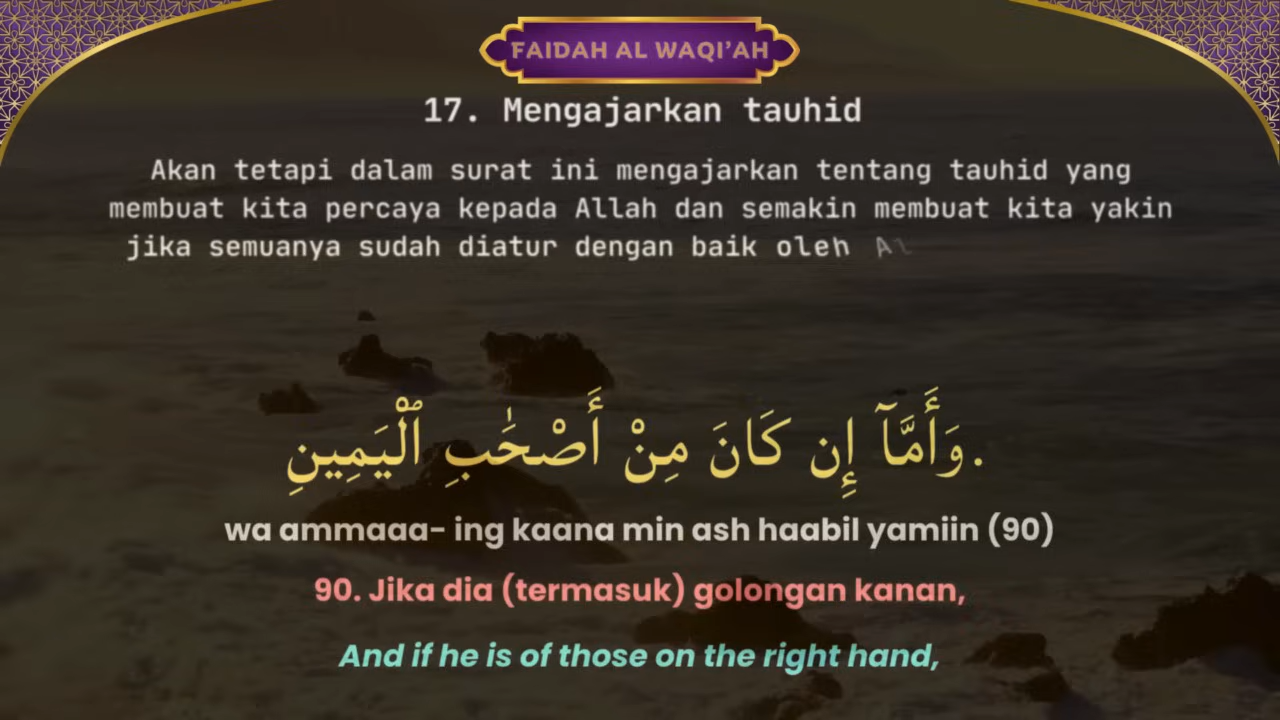 FAIDAH AL WAQI'AH
17. Mengajarkan tauhid
Akan tetapi dalam surat ini mengajarkan tentang tauhid yang
membuat kita percaya kepada Allah dan semakin membuat kita yakin
jika semuanya sudah diatur dengan baik oleh
وَأَمَّآ إِن كَانَ مِنْ أَصْحَٰبِ ٱلْيَمِينِ.
wa ammaaa- ing kaana min ash haabil yamiin (90)
90. Jika dia (termasuk) golongan kanan,
And if he is of those on the right hand,